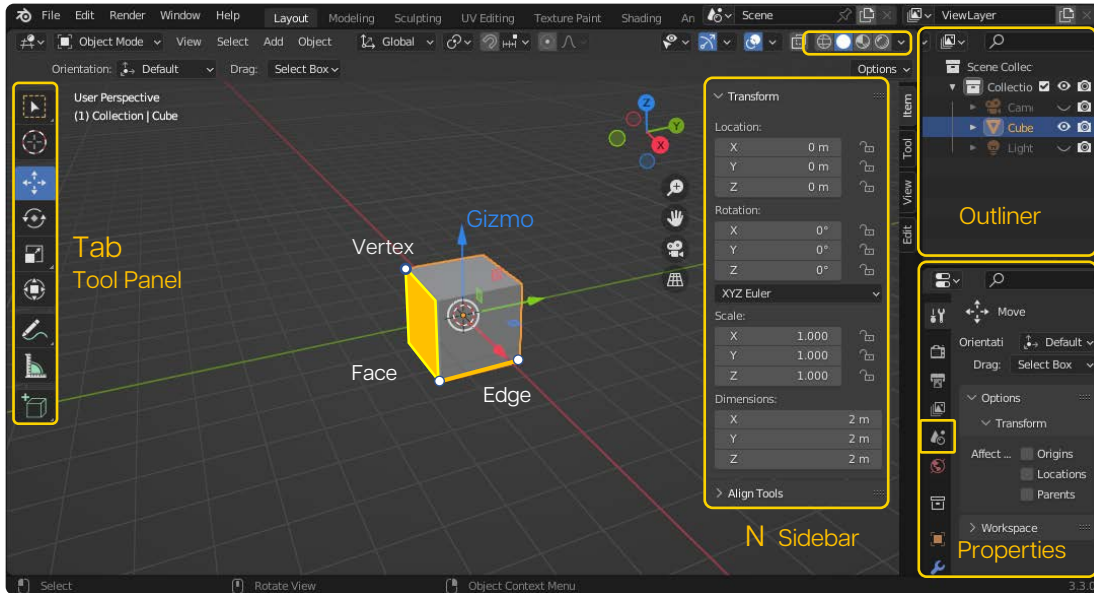 File Edit Render Window Help Layout Modeling Sculpting UV Editing Texture Paint Shading An Scene ViewLayer
Object Mode View Select Add Object Global
Orientation: Default Drag: Select Box Options
User Perspective
(1) Collection | Cube
Tab
Tool Panel
Vertex
Gizmo
Face
Edge
Z
Y
X
Transform
Location:
X 0 m
Y 0 m
Z 0 m
Rotation:
X 0°
Y 0°
Z 0°
XYZ Euler
Scale:
X 1.000
Y 1.000
Z 1.000
Dimensions:
X 2 m
Y 2 m
Z 2 m
Align Tools
N Sidebar
Item
Tool
View
Edit
Scene Collec
Collectio
Cam
Cube
Light
Outliner
Move
Orientati Default
Drag: Select Box
Options
Transform
Affect ... Origins
Locations
Parents
Workspace
Properties
Select Rotate View Object Context Menu 3.3.0